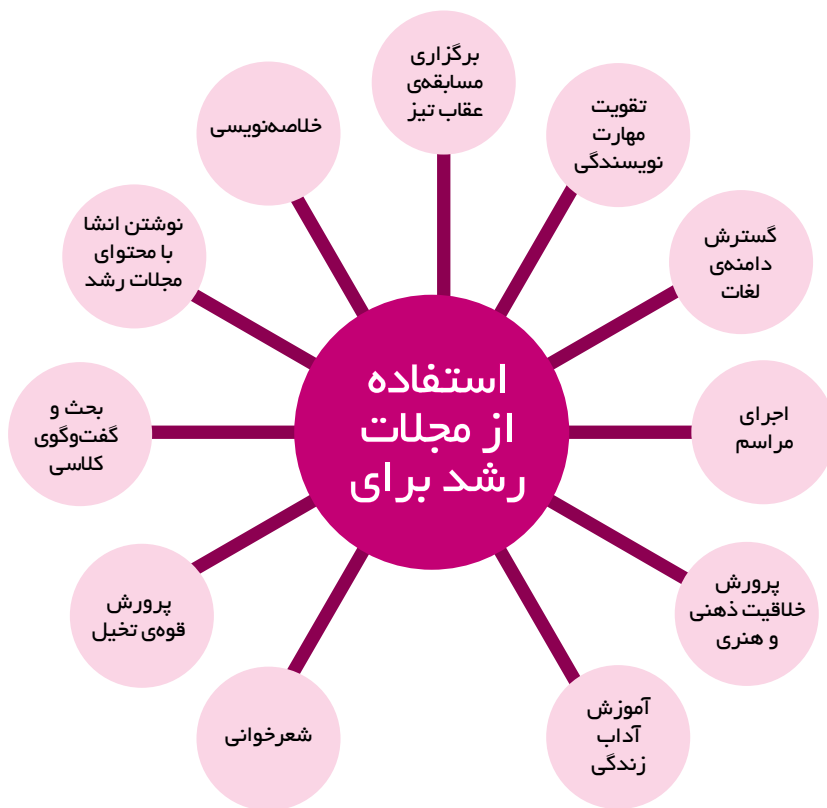 استفاده
از مجلات
رشد برای
برگزاری
مسابقه‌ی
عقاب تیز
تقویت
مهارت
نویسندگی
گسترش
دامنه‌ی
لغات
اجرای
مراسم
پرورش
خلاقیت ذهنی
و هنری
آموزش
آداب
زندگی
شعرخوانی
پرورش
قوه‌ی تخیل
بحث و
گفت‌وگوی
کلاسی
نوشتن انشا
با محتوای
مجلات رشد
خلاصه‌نویسی